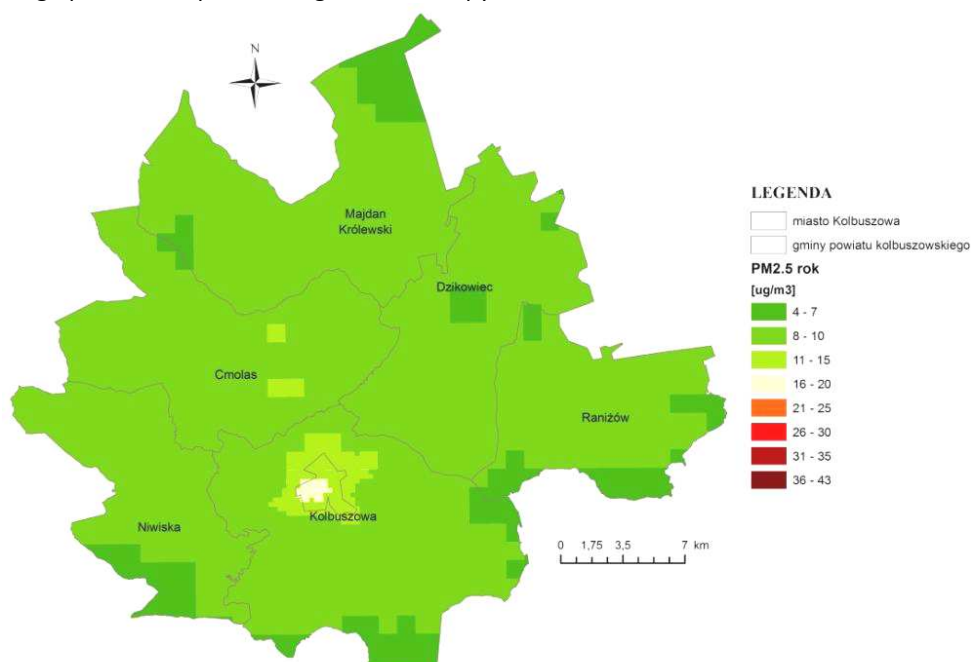 N
Majdan
Królewski
Dzikowiec
Cmolas
Raniżów
Kolbuszowa
Niwiska
LEGENDA
miasto Kolbuszowa
gminy powiatu kolbuszowskiego
PM2.5 rok
[ug/m3]
4 - 7
8 - 10
11 - 15
16 - 20
21 - 25
26 - 30
31 - 35
36 - 43
0 1,75 3,5 7 km